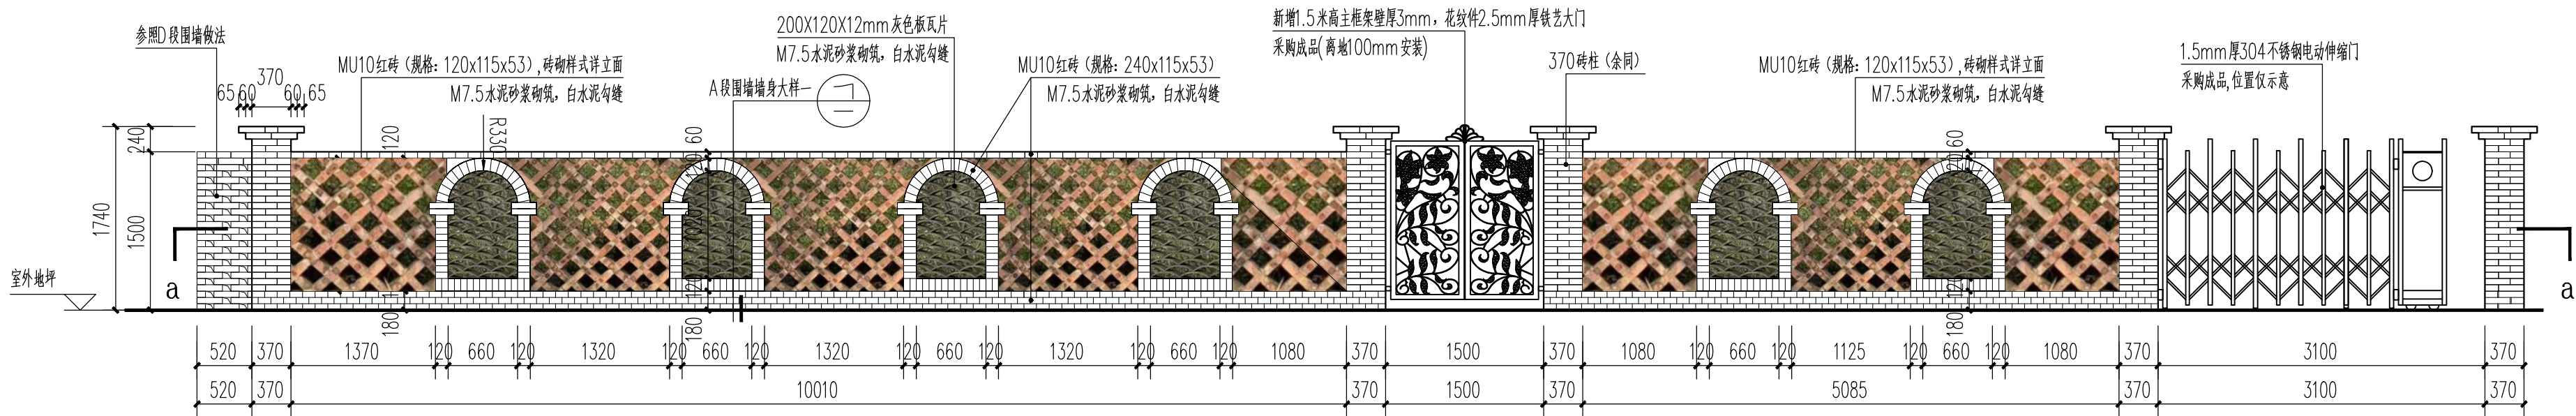 参照D段围墙做法
MU10红砖（规格：120x115x53），砖砌样式详立面
M7.5水泥砂浆砌筑，白水泥勾缝
200X120X12mm灰色板瓦片
M7.5水泥砂浆砌筑，白水泥勾缝
A段围墙墙身大样一
MU10红砖（规格：240x115x53）
M7.5水泥砂浆砌筑，白水泥勾缝
新增1.5米高主框架壁厚3mm，花纹件2.5mm厚铁艺大门
采购成品(离地100mm安装)
370砖柱（余同）
MU10红砖（规格：120x115x53），砖砌样式详立面
M7.5水泥砂浆砌筑，白水泥勾缝
1.5mm厚304不锈钢电动伸缩门
采购成品,位置仅示意
370
65 60 60 65
240
1740
1500
120
R330
60
120
180
180
60
120
180
室外地坪
a
a
520 370 1370 120 660 120 1320 120 660 120 1320 120 660 120 1320 120 660 120 1080 370 1500 370 1080 120 660 120 1125 120 660 120 1080 370 3100 370
520 370 10010 370 1500 370 5085 370 3100 370